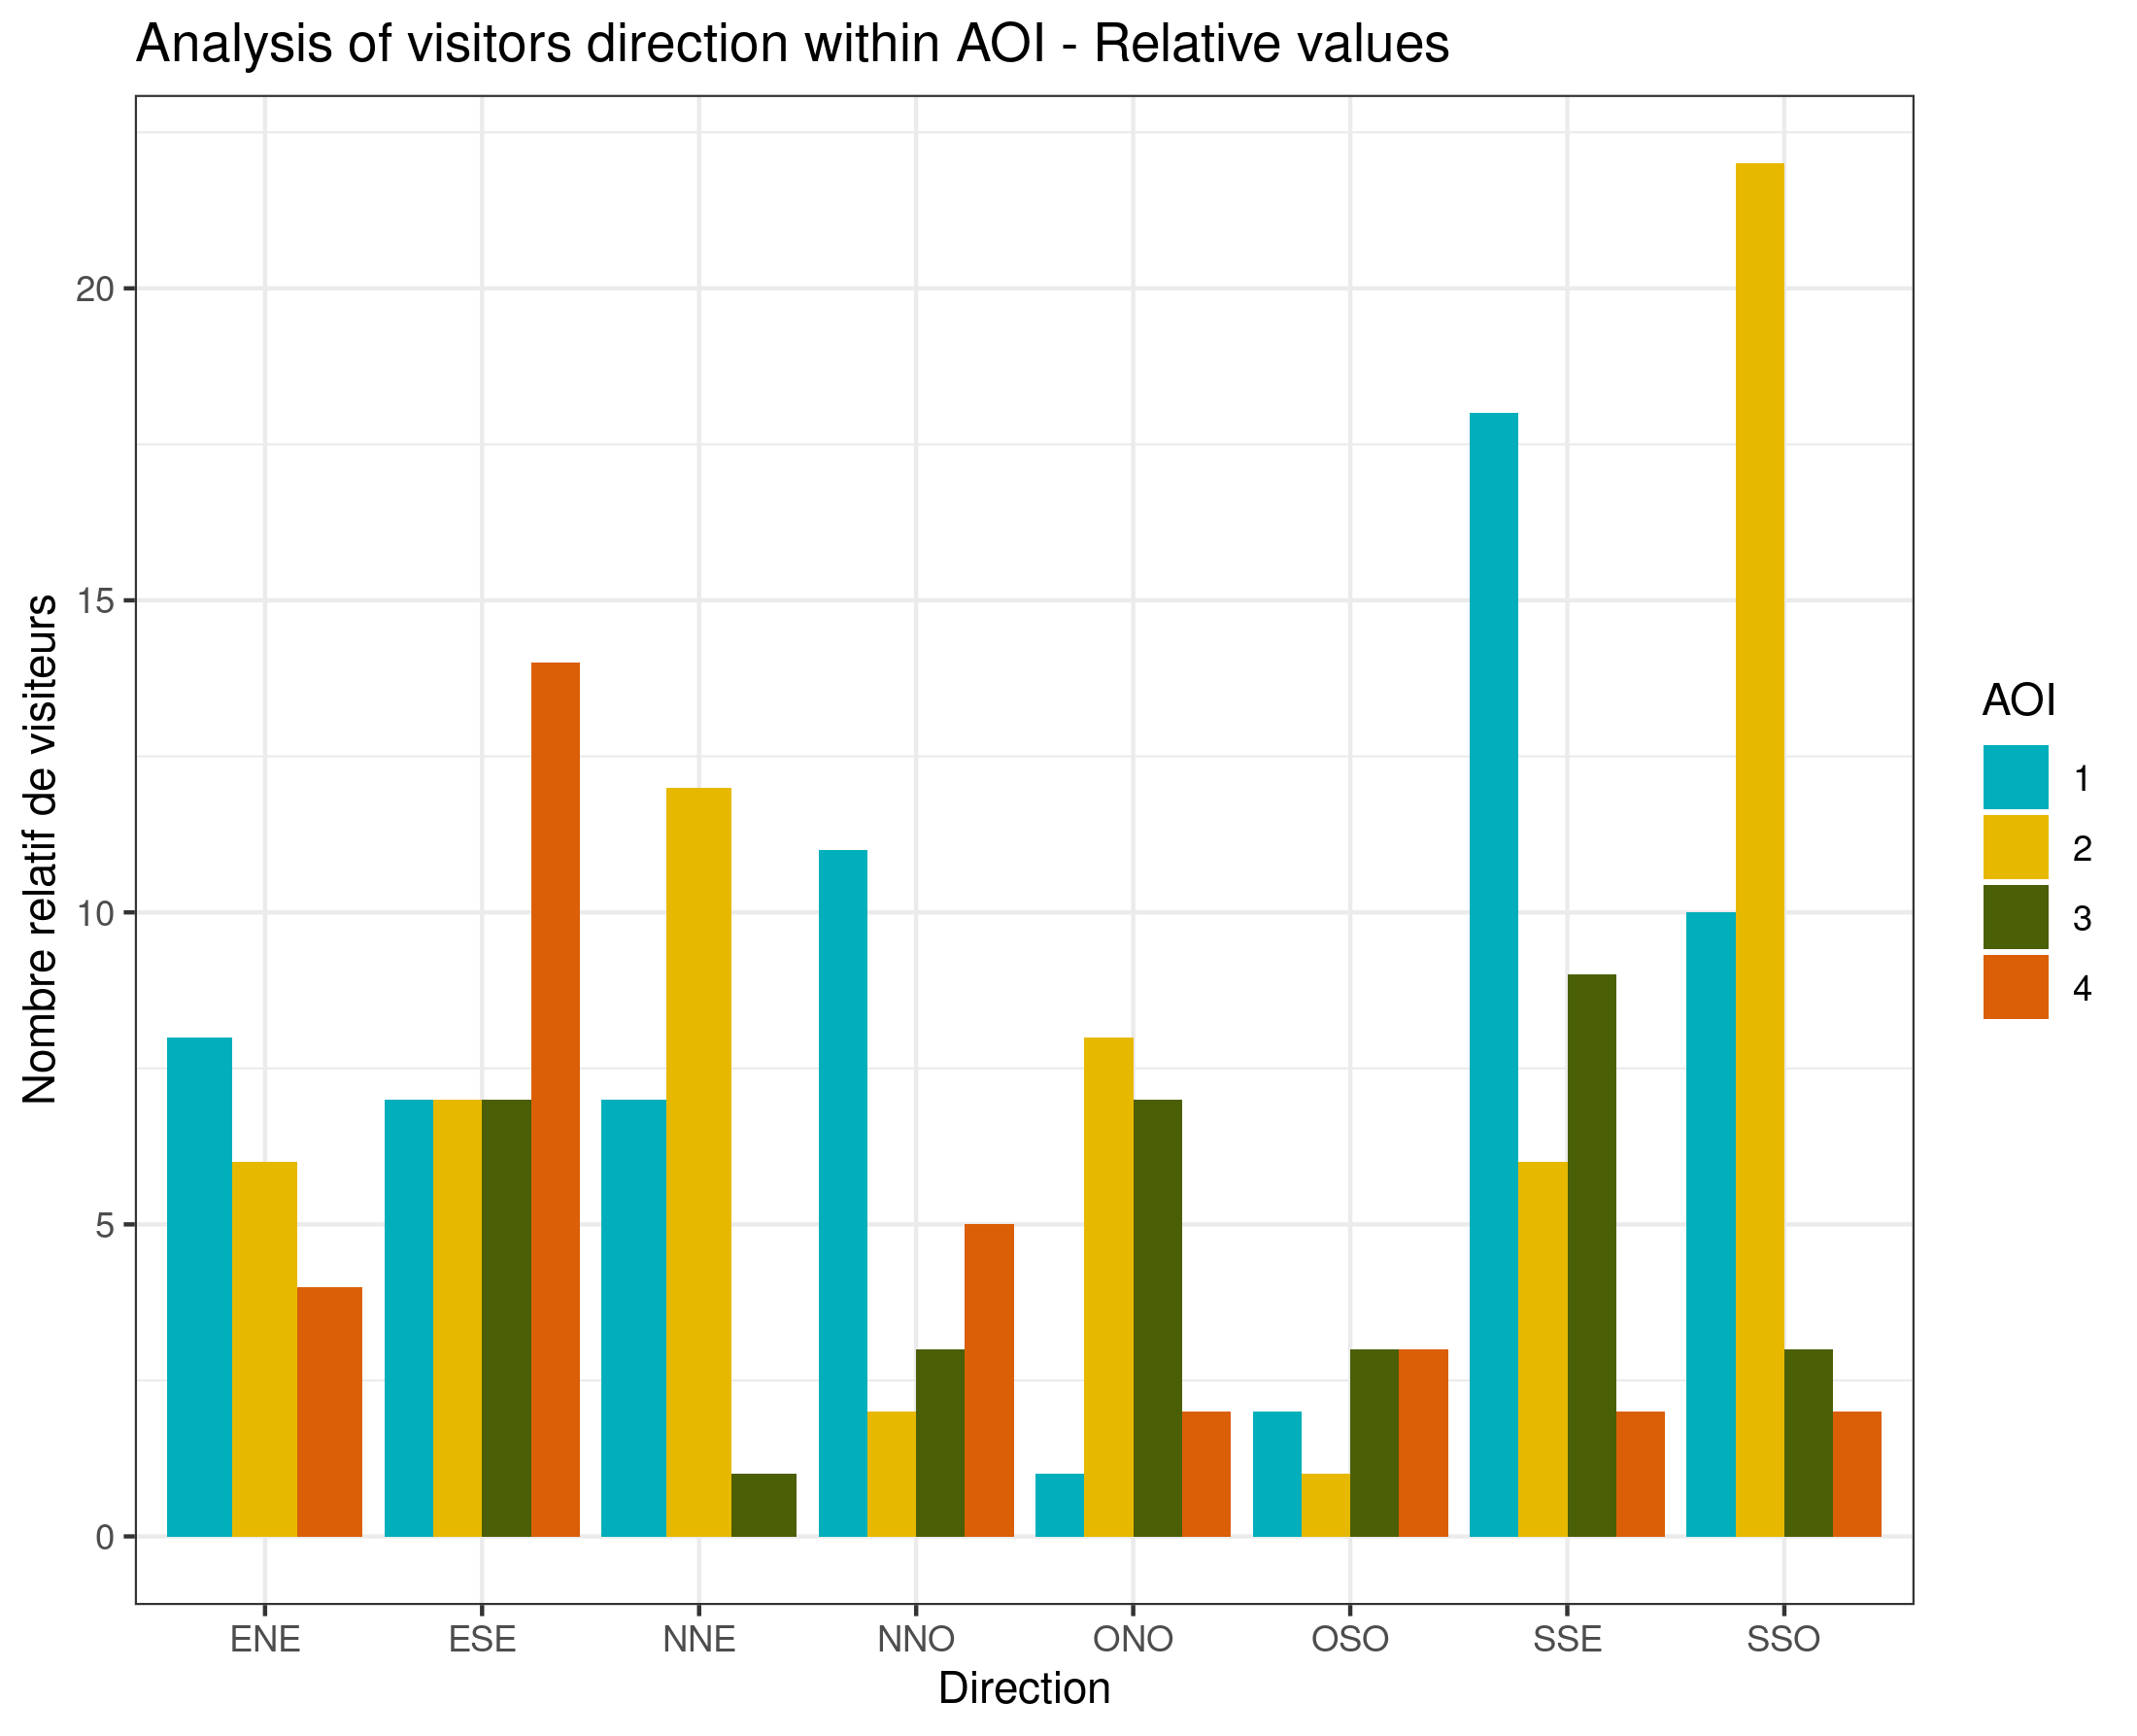 Analysis of visitors direction within AOI - Relative values
Nombre relatif de visiteurs
20
15
10
5
0
ENE ESE NNE NNO ONO OSO SSE SSO
Direction
AOI
1
2
3
4